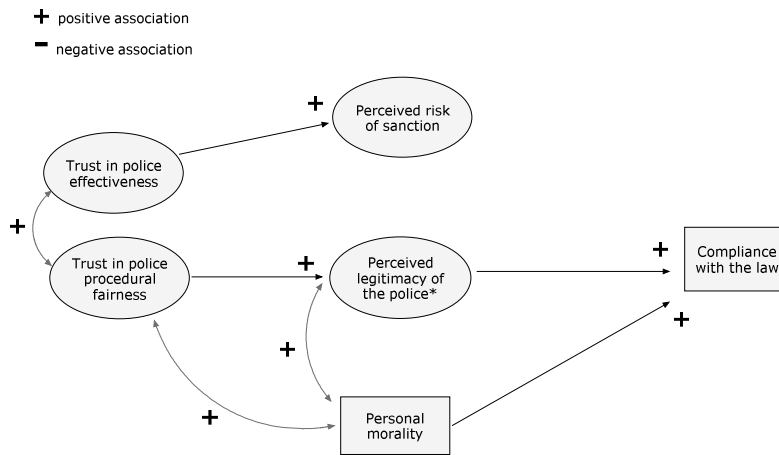 + positive association
- negative association
+
Perceived risk
of sanction
Trust in police
effectiveness
+
Trust in police
procedural
fairness
+
Perceived
legitimacy of
the police*
+
Compliance
with the law
+
+
+
Personal
morality